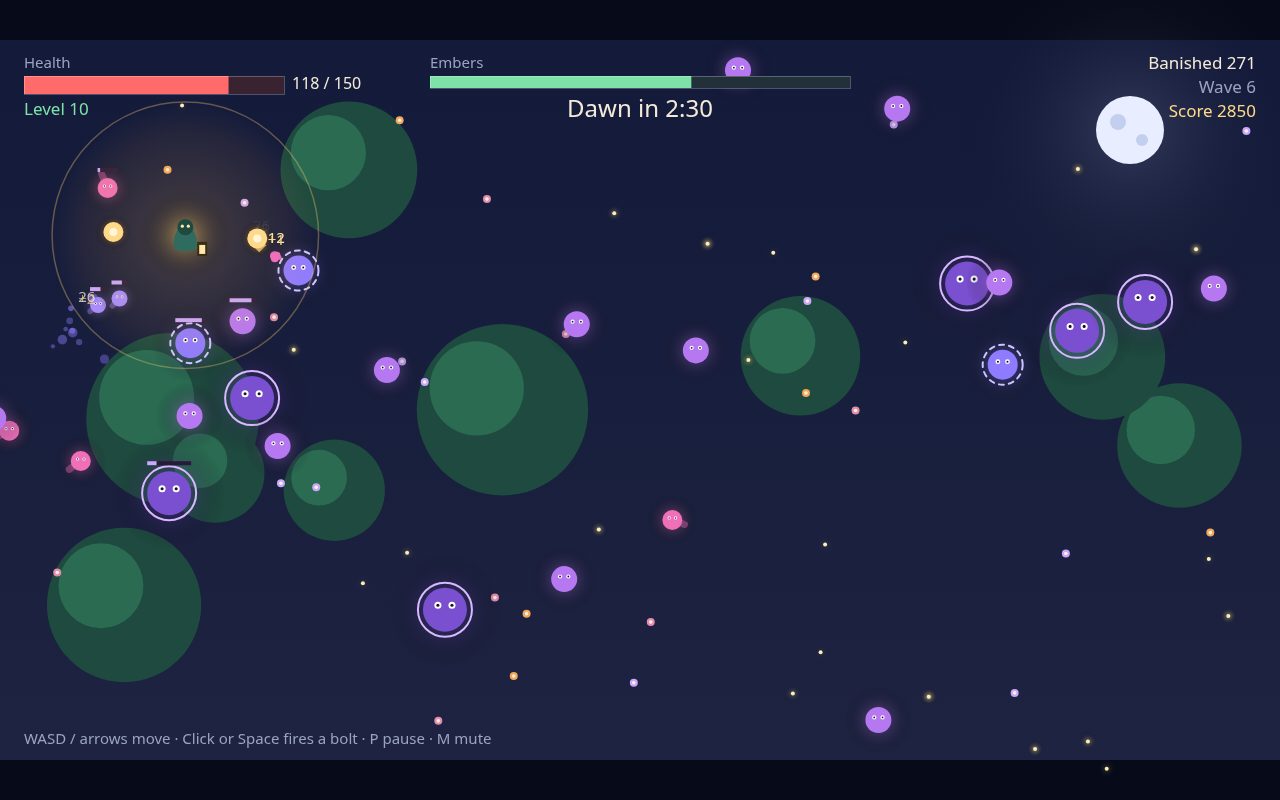 Health
118 / 150
Level 10
Embers
Dawn in 2:30
Banished 271
Wave 6
Score 2850
12
26
WASD / arrows move · Click or Space fires a bolt · P pause · M mute